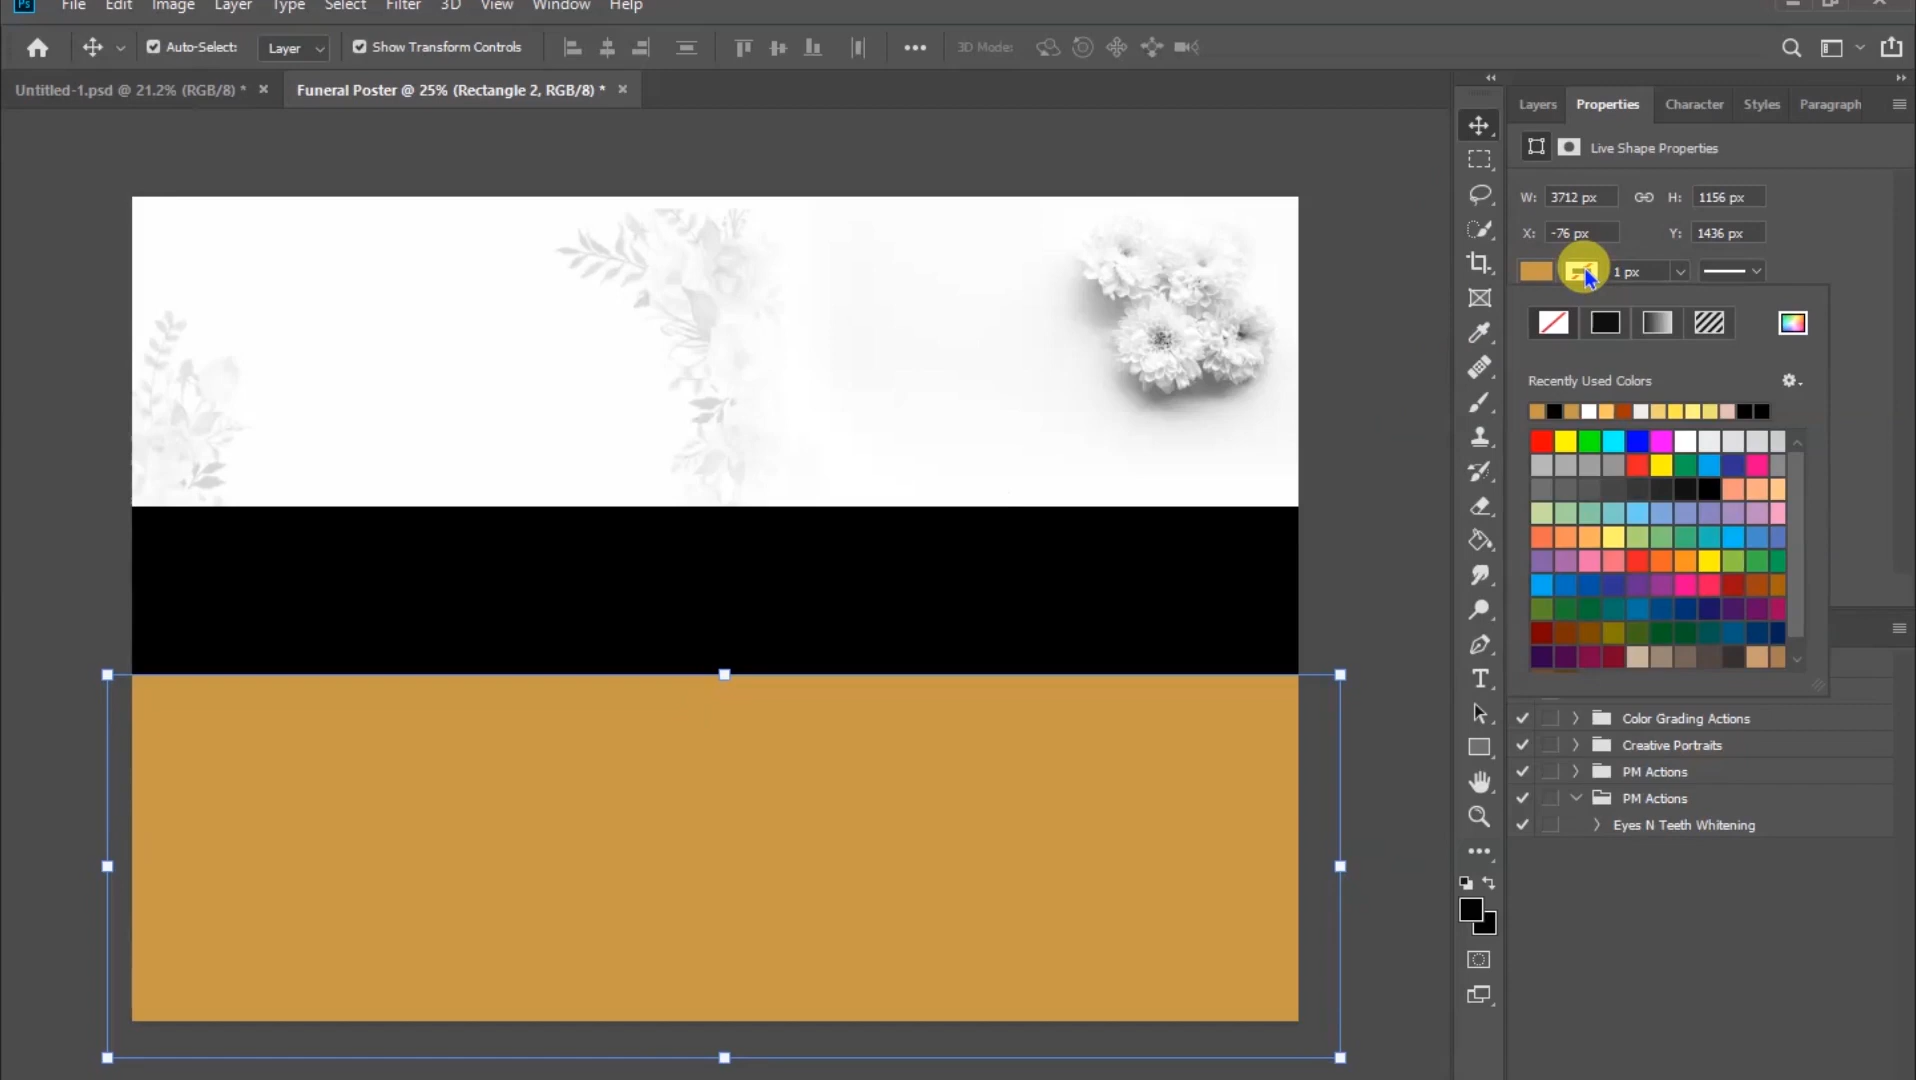 Ps File Edit Image Layer Type Select Filter 3D View Window Help
Auto-Select: Layer Show Transform Controls 3D Mode:
Untitled-1.psd @ 21.2% (RGB/8) * Funeral Poster @ 25% (Rectangle 2, RGB/8) *
Layers Properties Character Styles Paragraph
Live Shape Properties
W: 3712 px H: 1156 px
X: -76 px Y: 1436 px
1 px
Recently Used Colors
Color Grading Actions
Creative Portraits
PM Actions
PM Actions
Eyes N Teeth Whitening